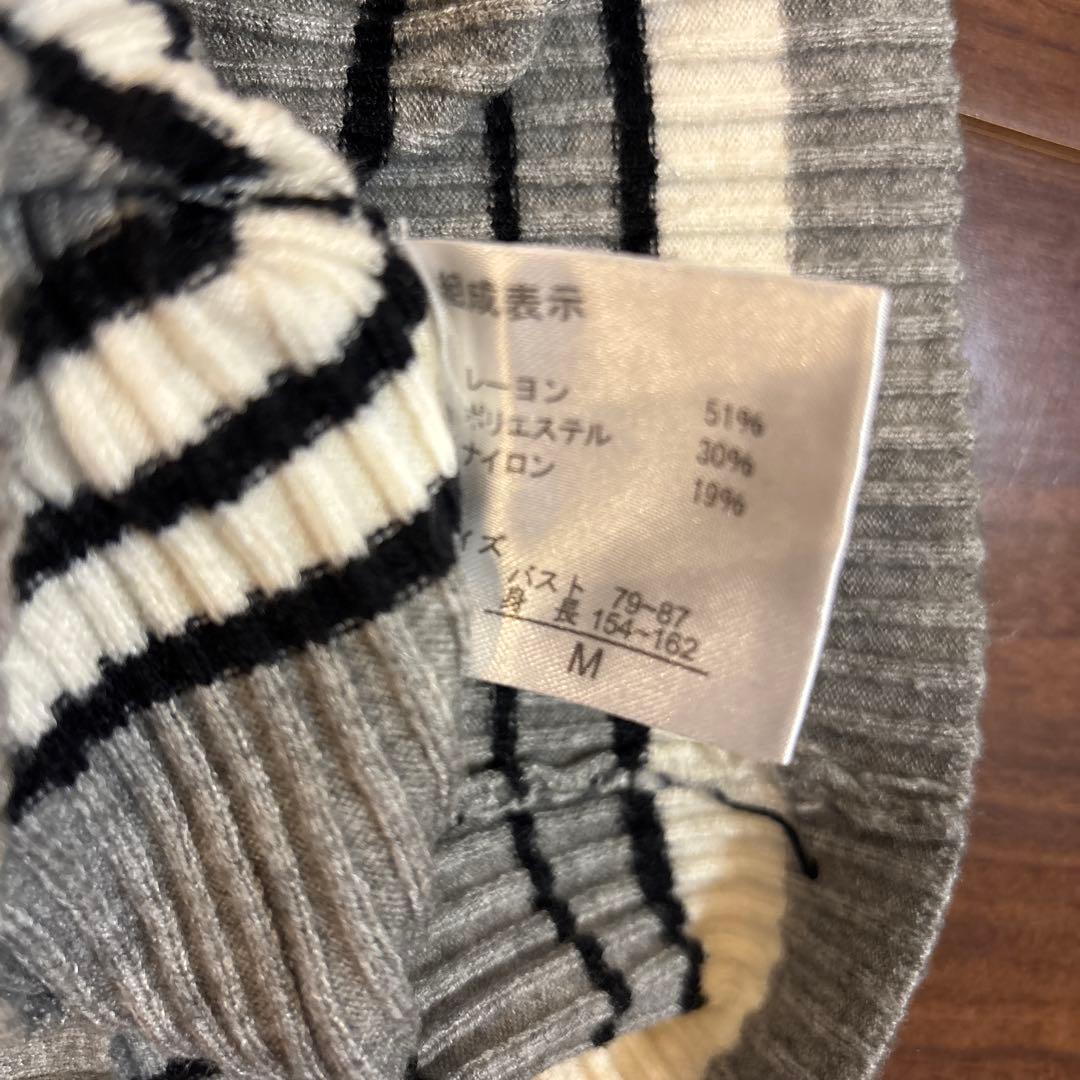 組成表示
レーヨン 51%
ポリエステル 30%
ナイロン 19%
イズ
バスト 79~87
身 長 154~162
M